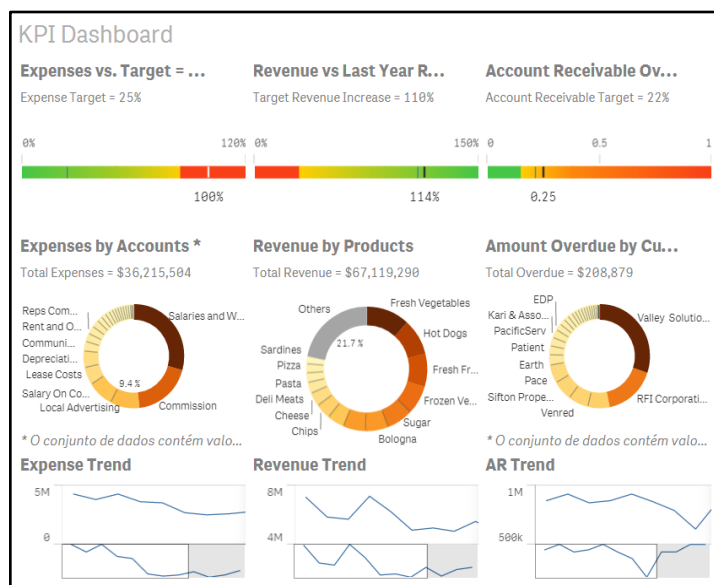 KPI Dashboard
Expenses vs. Target = ...
Expense Target = 25%
0%
120%
100%
Revenue vs Last Year R...
Target Revenue Increase = 110%
0%
150%
114%
Account Receivable Ov...
Account Receivable Target = 22%
0
0.5
1
0.25
Expenses by Accounts *
Total Expenses = $36,215,504
Reps Com...
Rent and O...
Communi...
Depreciati...
Lease Costs
Salary On Co...
Local Advertising
Salaries and W...
Commission
9.4 %
* O conjunto de dados contém valo...
Revenue by Products
Total Revenue = $67,119,290
Others
Fresh Vegetables
Hot Dogs
Fresh Fr...
Frozen Ve...
Sugar
Bologna
Chips
Cheese
Deli Meats
Pasta
Pizza
Sardines
21.7 %
Amount Overdue by Cu...
Total Overdue = $208,879
EDP
Kari & Asso...
PacificServ
Patient
Earth
Pace
Sifton Prope...
Venred
Valley Solutio...
RFI Corporati...
* O conjunto de dados contém valo...
Expense Trend
5M
0
Revenue Trend
8M
4M
AR Trend
1M
500k